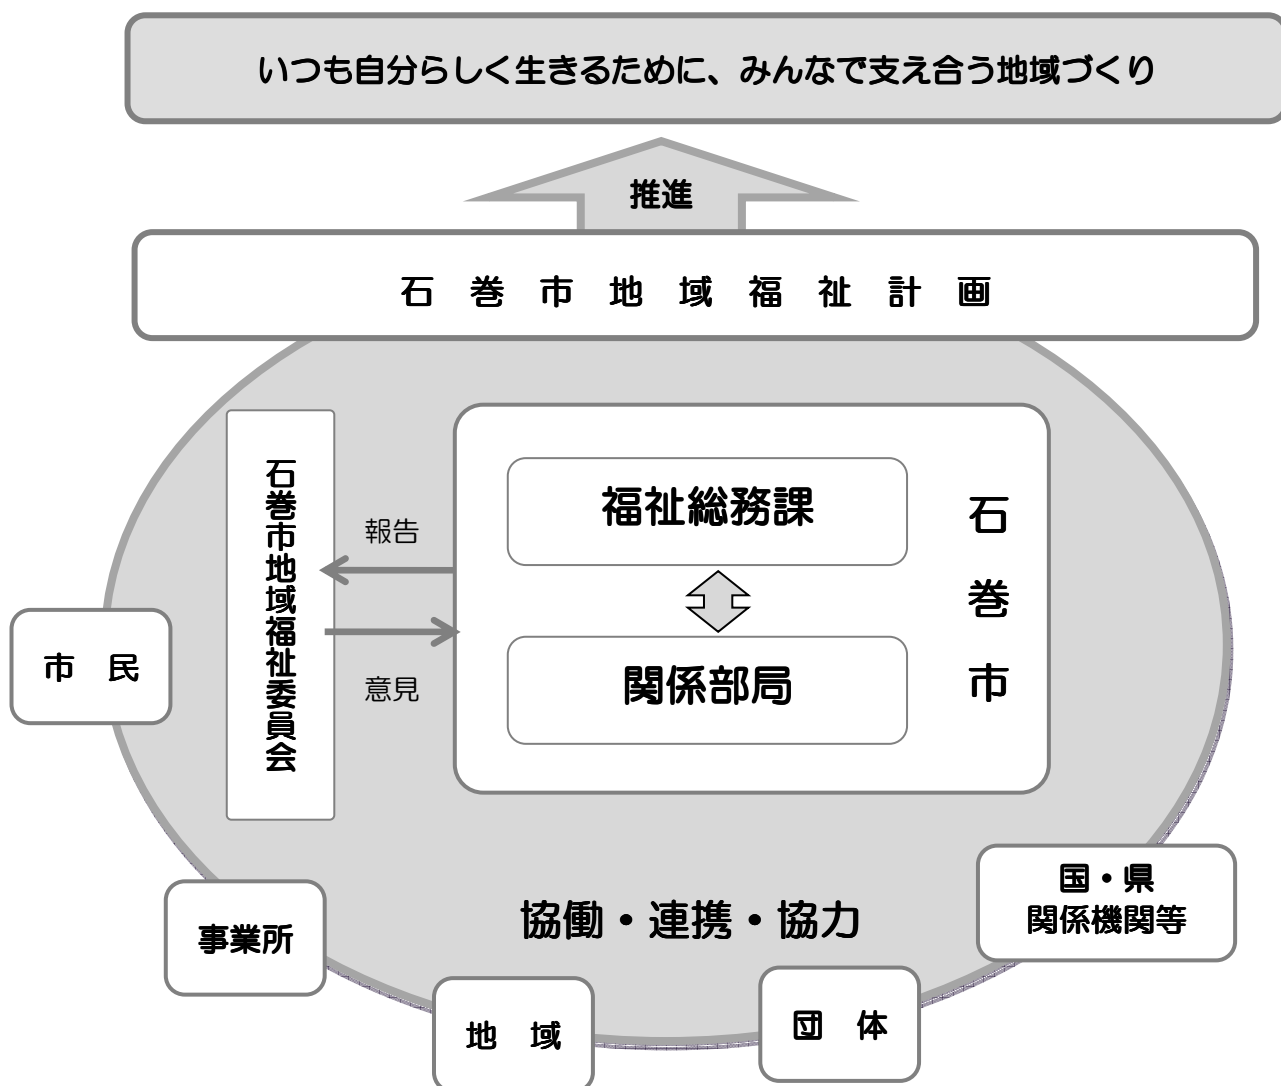 いつも自分らしく生きるために、みんなで支え合う地域づくり
推進
石巻市地域福祉計画
石巻市地域福祉委員会
報告
意見
福祉総務課
関係部局
石巻市
市民
事業所
協働・連携・協力
地域
団体
国・県
関係機関等